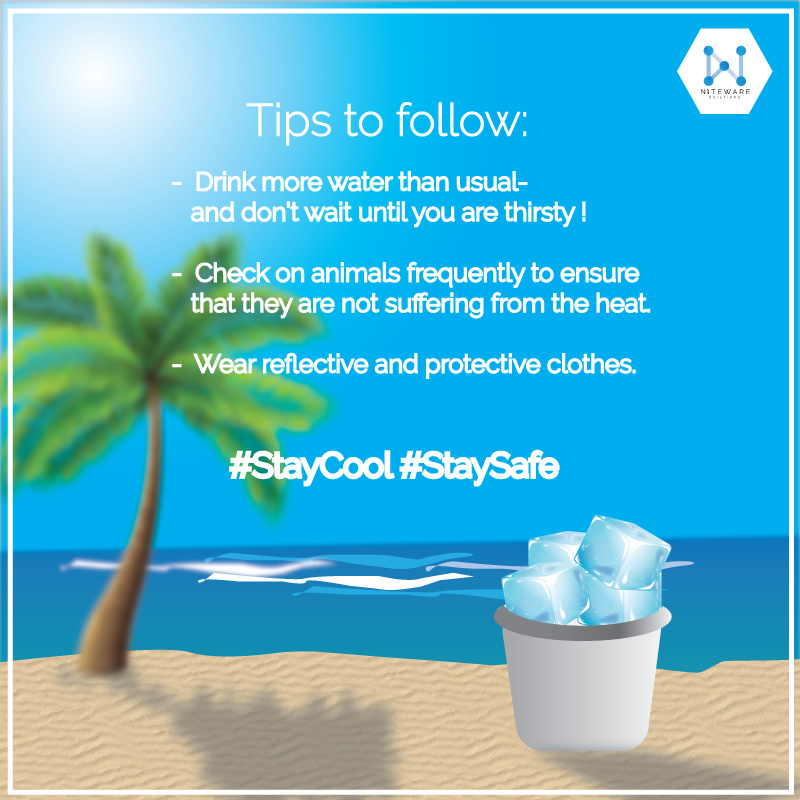 NITEWARE
SOLUTIONS
Tips to follow:
- Drink more water than usual-
and don't wait until you are thirsty !
- Check on animals frequently to ensure
that they are not suffering from the heat.
- Wear reflective and protective clothes.
#StayCool #StaySafe